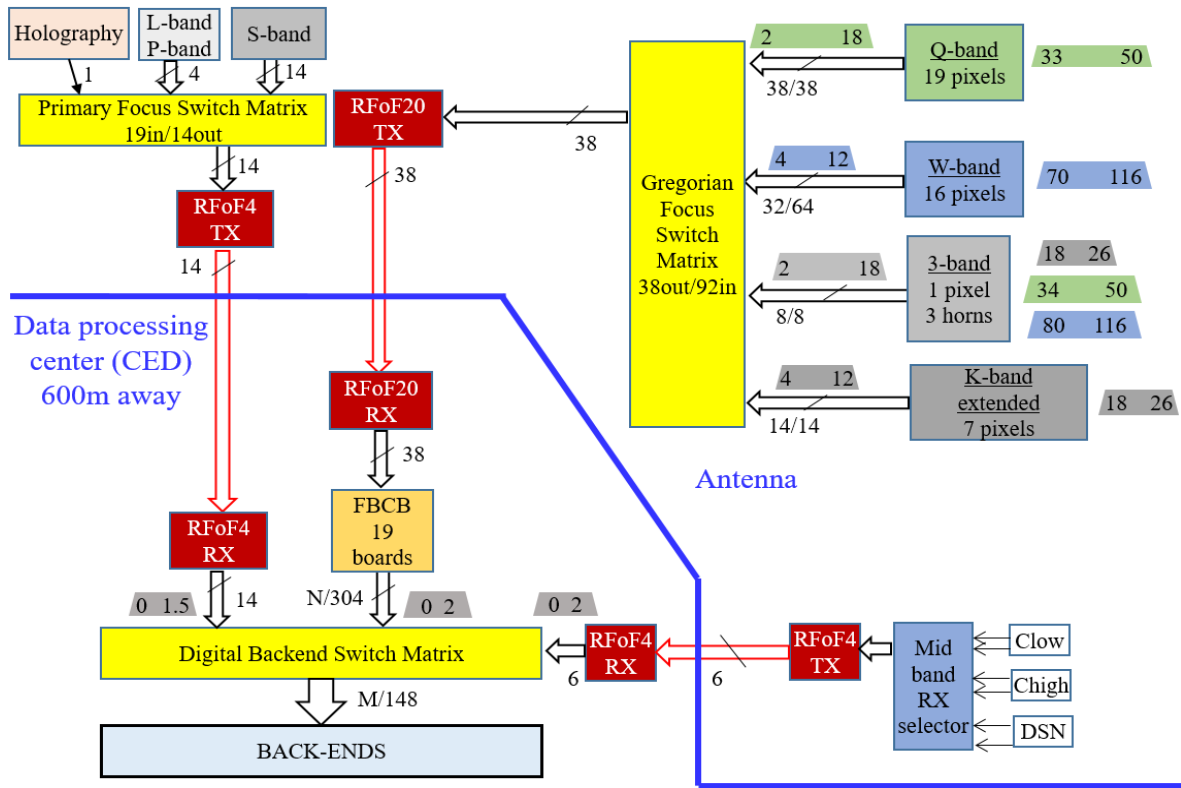 Holography
L-band
P-band
S-band
1
4
14
Primary Focus Switch Matrix
19in/14out
14
RFoF4
TX
14
RFoF20
TX
38
38
Gregorian
Focus
Switch
Matrix
38out/92in
2 18
38/38
Q-band
19 pixels
33 50
4 12
32/64
W-band
16 pixels
70 116
2 18
8/8
3-band
1 pixel
3 horns
18 26
34 50
80 116
4 12
14/14
K-band
extended
7 pixels
18 26
Data processing
center (CED)
600m away
Antenna
RFoF20
RX
38
FBCB
19
boards
RFoF4
RX
0 1.5
14
N/304
0 2
0 2
Digital Backend Switch Matrix
6
RFoF4
RX
6
RFoF4
TX
Mid
band
RX
selector
Clow
Chigh
DSN
M/148
BACK-ENDS